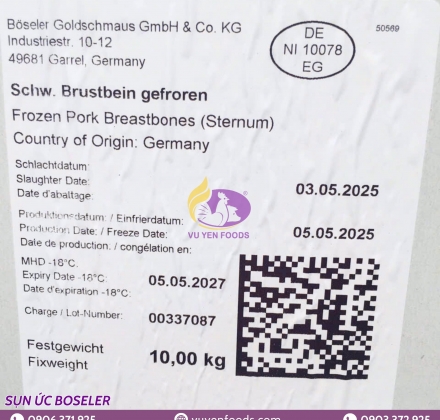 Böseler Goldschmaus GmbH & Co. KG
Industriestr. 10-12
49681 Garrel, Germany
50569
DE
NI 10078
EG
Schw. Brustbein gefroren
Frozen Pork Breastbones (Sternum)
Country of Origin: Germany
Schlachtdatum:
Slaughter Date:
Date d'abattage:
03.05.2025
VU YEN FOODS
Produktionsdatum: / Einfrierdatum:
Production Date: / Freeze Date:
Dale de production: / congélation en:
05.05.2025
MHD -18°C:
Expiry Date -18°C:
Date d'expiration -18°C:
05.05.2027
Charge / Lot-Number:
00337087
Festgewicht
Fixweight
10,00 kg
SỤN ỨC BOSELER
0906 371 925
vuyenfoods.com
0903 372 925